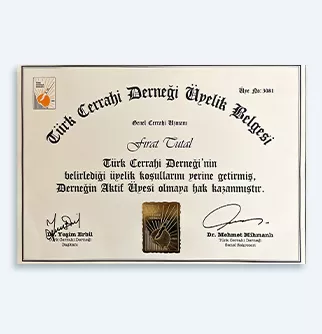 Türk Cerrahi Derneği Üyelik Belgesi
Üye No: 3081
Genel Cerrahi Uzmanı
Fırat Tutal
Türk Cerrahi Derneği'nin
belirlediği üyelik koşullarını yerine getirmiş,
Derneğin Aktif Üyesi olmaya hak kazanmıştır.
Dr. Yeşim Erbil
Türk Cerrahi Derneği
Başkanı
Dr. Mehmet Mihmanlı
Türk Cerrahi Derneği
Genel Sekreteri